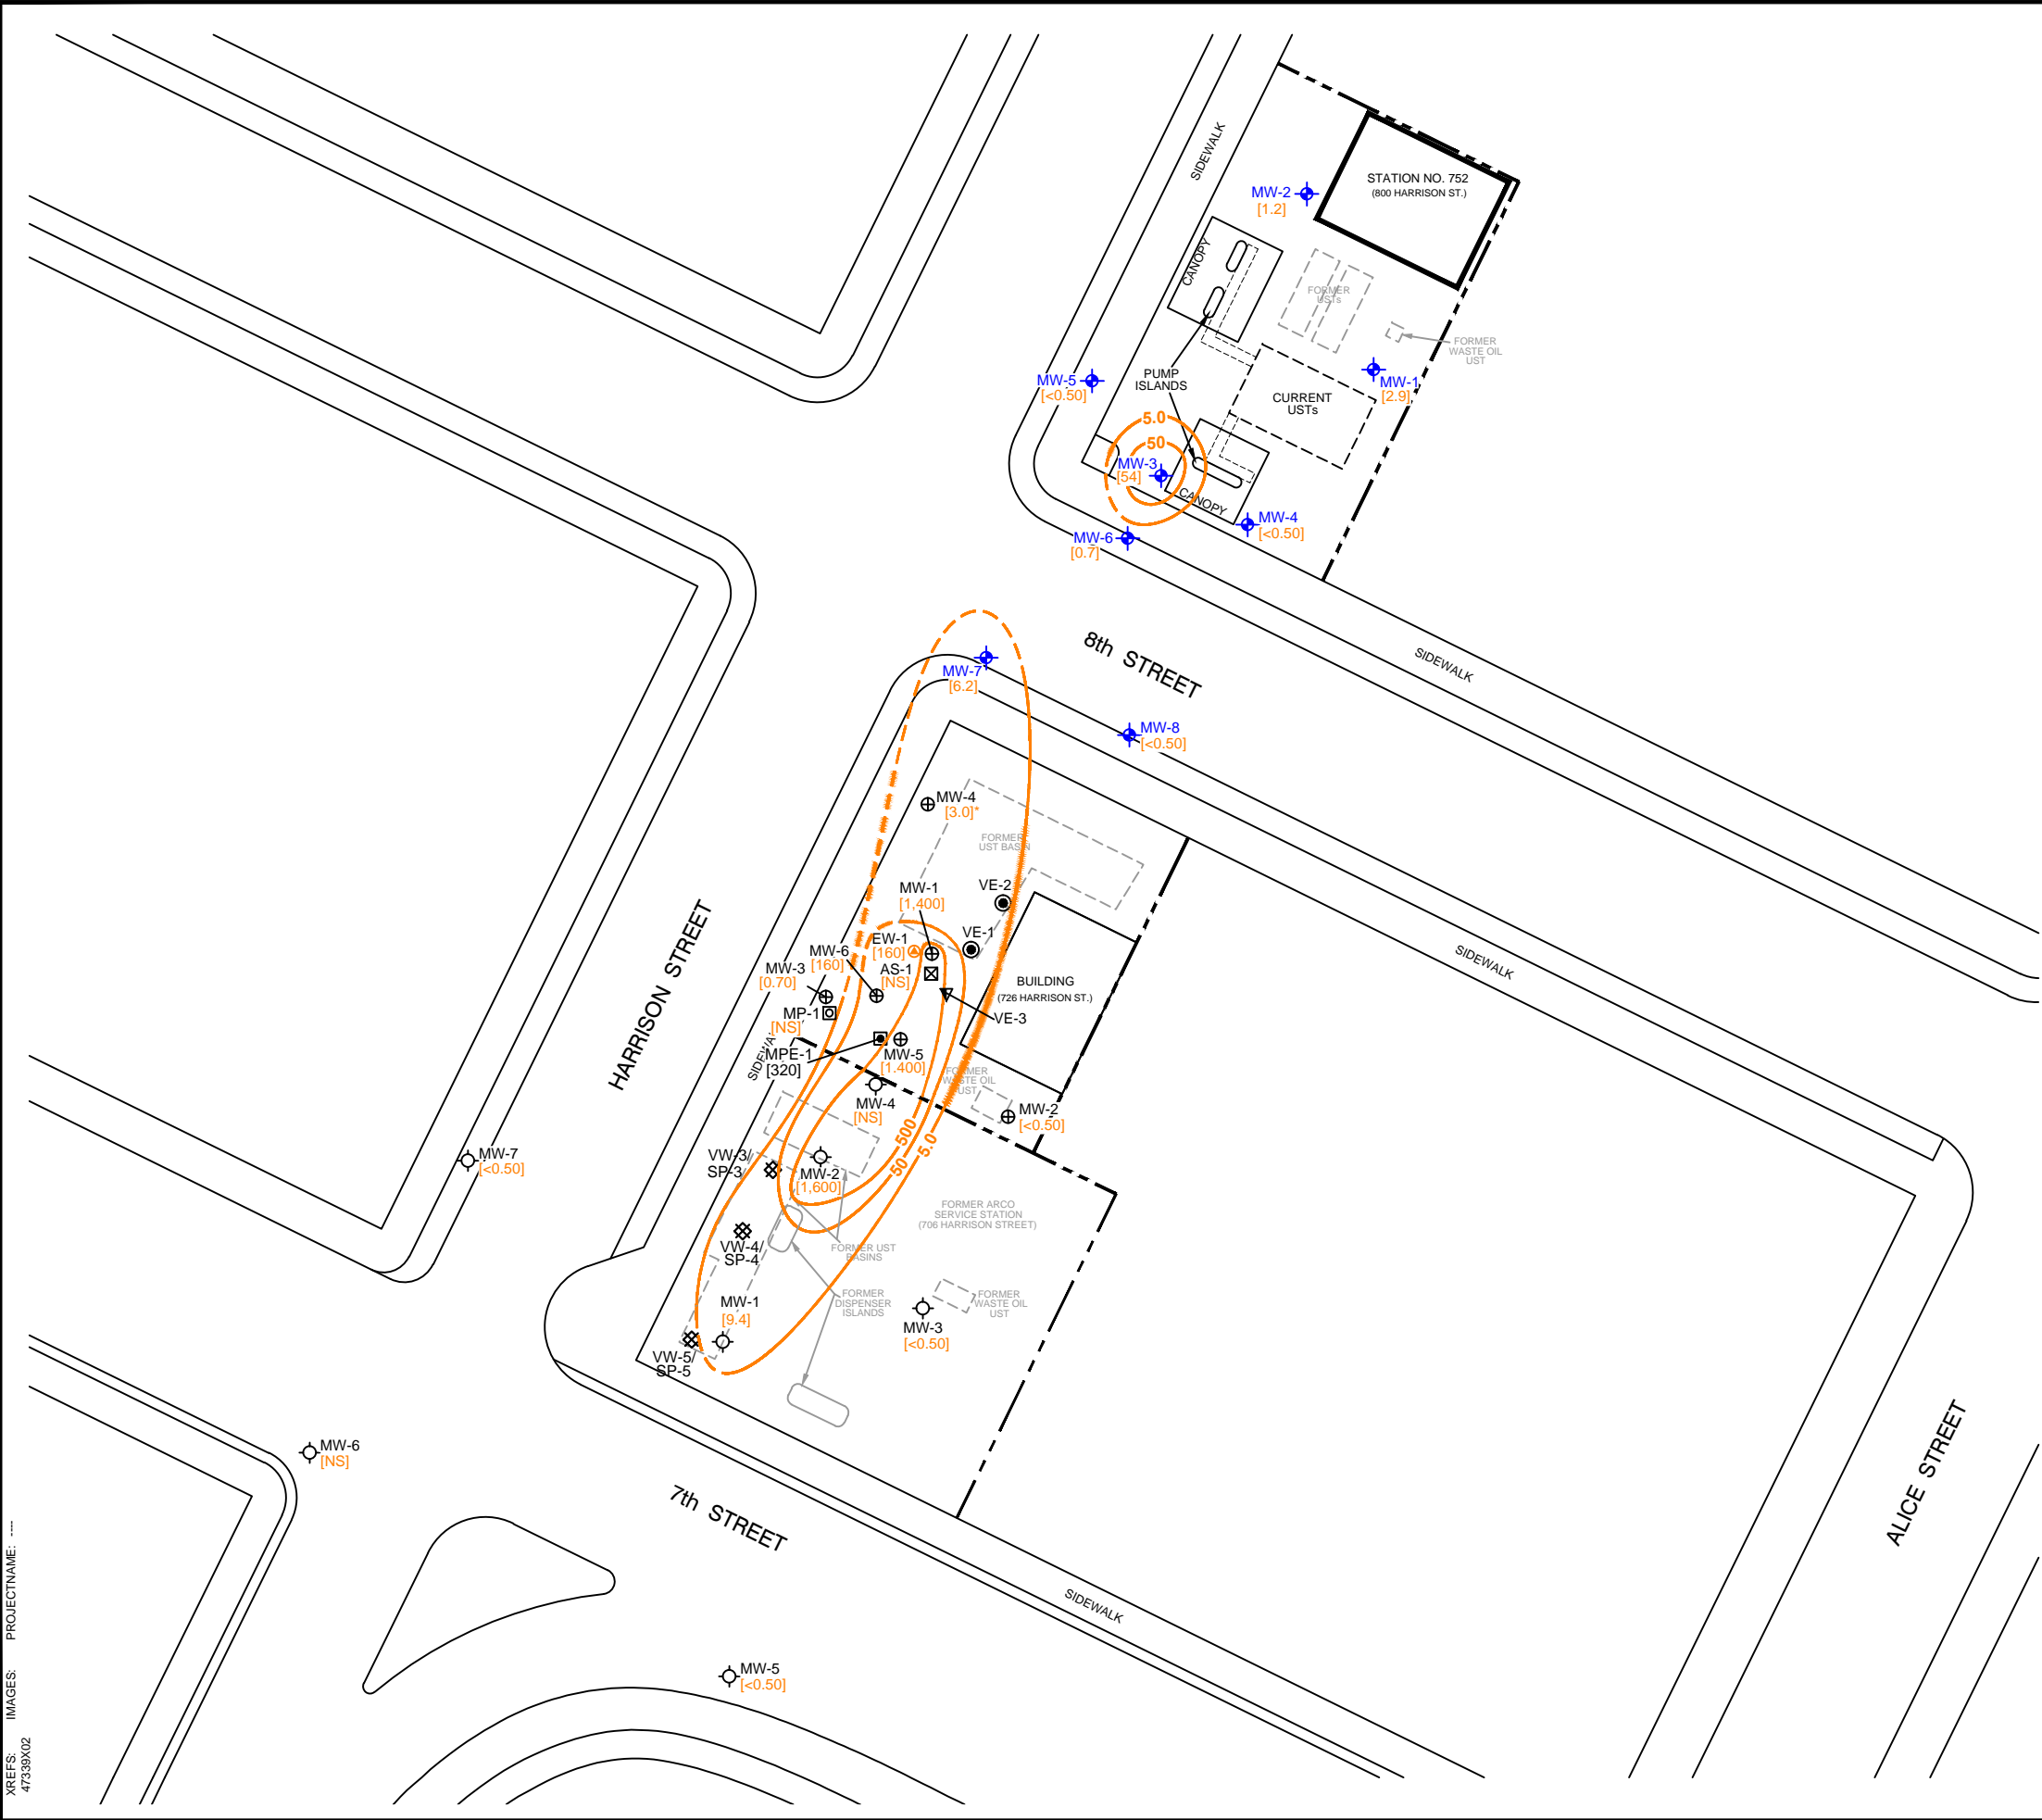 SIDEWALK
STATION NO. 752
(800 HARRISON ST.)
MW-2
[1.2]
CANOPY
FORMER
USTs
FORMER
WASTE OIL
UST
MW-5
[<0.50]
PUMP
ISLANDS
MW-1
[2.9]
CURRENT
USTs
5.0
50
MW-3
[54]
CANOPY
MW-4
[<0.50]
MW-6
[0.7]
8th STREET
SIDEWALK
MW-7
[6.2]
MW-8
[<0.50]
MW-4
[3.0]*
FORMER
UST BASIN
MW-1
[1,400]
VE-2
VE-1
EW-1
[160]
MW-6
[160]
AS-1
[NS]
MW-3
[0.70]
BUILDING
(726 HARRISON ST.)
MP-1
[NS]
VE-3
HARRISON STREET
SIDEWALK
MPE-1
[320]
MW-5
[1.400]
FORMER
WASTE OIL
UST
MW-4
[NS]
MW-2
[<0.50]
500
50
5.0
SIDEWALK
MW-7
[<0.50]
VW-3/
SP-3
MW-2
[1,600]
FORMER ARCO
SERVICE STATION
(706 HARRISON STREET)
VW-4/
SP-4
FORMER UST
BASINS
MW-1
[9.4]
FORMER
DISPENSER
ISLANDS
FORMER
WASTE OIL
UST
MW-3
[<0.50]
VW-5/
SP-5
MW-6
[NS]
7th STREET
ALICE STREET
SIDEWALK
MW-5
[<0.50]
XREFS: IMAGES: PROJECTNAME: ----
47339X02